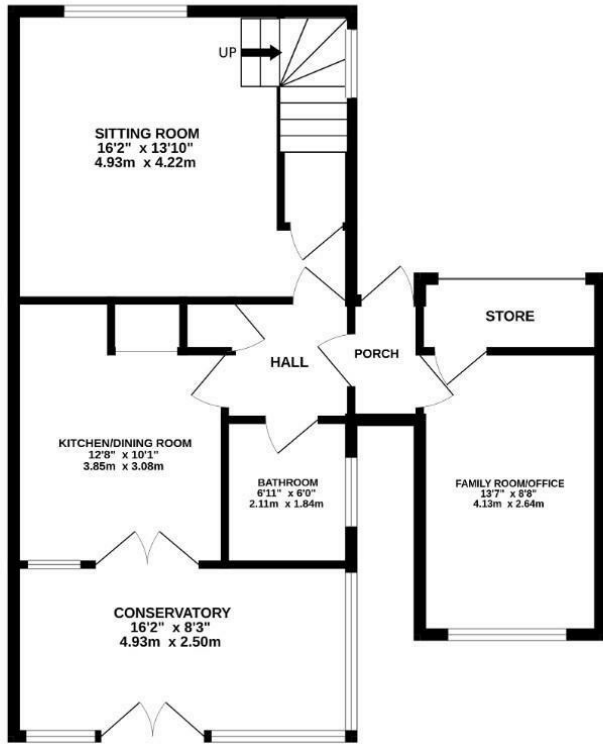 UP
SITTING ROOM
16'2" x 13'10"
4.93m x 4.22m
STORE
HALL
PORCH
KITCHEN/DINING ROOM
12'8" x 10'1"
3.85m x 3.08m
BATHROOM
6'11" x 6'0"
2.11m x 1.84m
FAMILY ROOM/OFFICE
13'7" x 8'8"
4.13m x 2.64m
CONSERVATORY
16'2" x 8'3"
4.93m x 2.50m